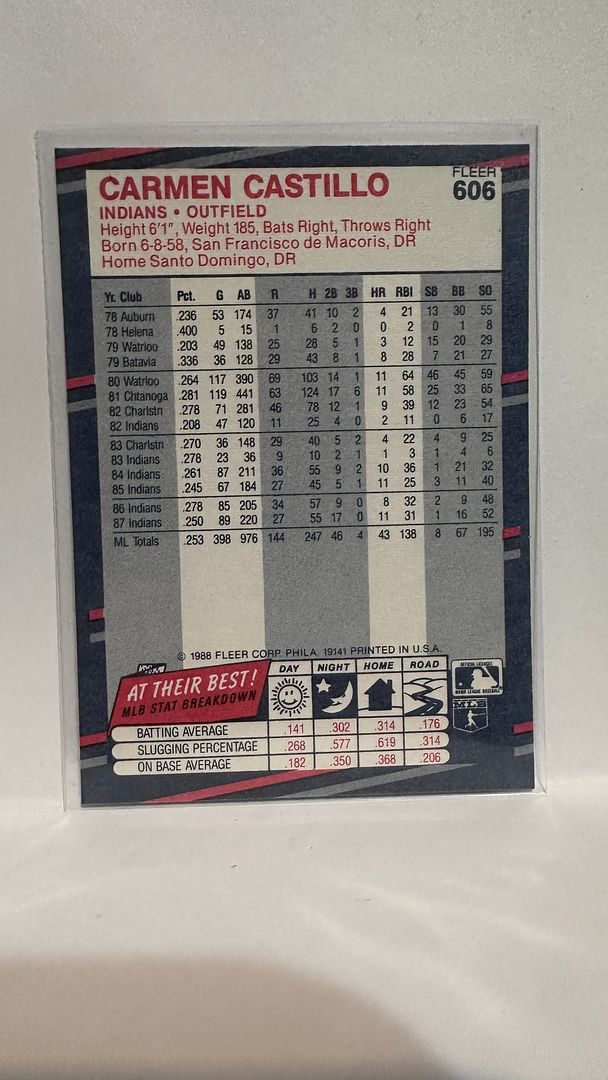 FLEER
606
CARMEN CASTILLO
INDIANS • OUTFIELD
Height 6'1", Weight 185, Bats Right, Throws Right
Born 6-8-58, San Francisco de Macoris, DR
Home Santo Domingo, DR
Yr. Club Pct. G AB R H 2B 3B HR RBI SB BB SO
78 Auburn .236 53 174 37 41 10 2 4 21 13 30 55
78 Helena .400 5 15 1 6 2 0 0 2 0 1 8
79 Watrloo .203 49 138 25 28 5 1 3 12 15 20 29
79 Batavia .336 36 128 29 43 8 1 8 28 7 21 27
80 Watrloo .264 117 390 69 103 14 1 11 64 46 45 59
81 Chtanoga .281 119 441 63 124 17 6 11 58 25 33 65
82 Charlstn .278 71 281 46 78 12 1 9 39 12 23 54
82 Indians .208 47 120 11 25 4 0 2 11 0 6 17
83 Charlstn .270 36 148 29 40 5 2 4 22 4 9 25
83 Indians .278 23 36 9 10 2 1 1 3 1 4 6
84 Indians .261 87 211 36 55 9 2 10 36 1 21 32
85 Indians .245 67 184 27 45 5 1 11 25 3 11 40
86 Indians .278 85 205 34 57 9 0 8 32 2 9 48
87 Indians .250 89 220 27 55 17 0 11 31 1 16 52
ML Totals .253 398 976 144 247 46 4 43 138 8 67 195
© 1988 FLEER CORP. PHILA. 19141 PRINTED IN U.S.A.
AT THEIR BEST!
MLB STAT BREAKDOWN
DAY NIGHT HOME ROAD
OFFICIAL LICENSEE
MAJOR LEAGUE BASEBALL
BATTING AVERAGE .141 .302 .314 .176
SLUGGING PERCENTAGE .268 .577 .619 .314
ON BASE AVERAGE .182 .350 .368 .206